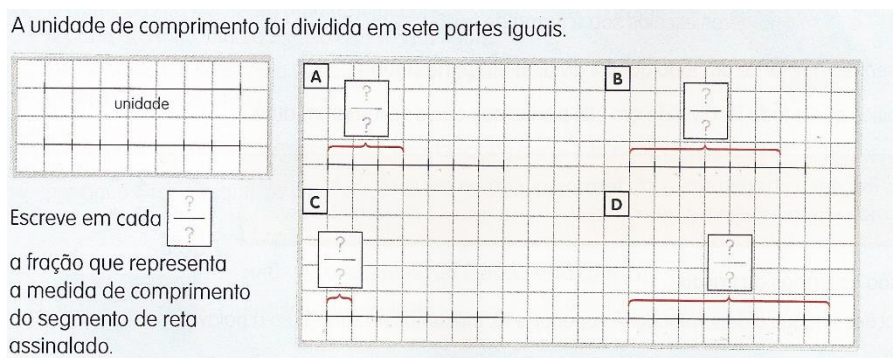 A unidade de comprimento foi dividida em sete partes iguais.
unidade
A
?
?
B
?
?
Escreve em cada ?
?
a fração que representa
a medida de comprimento
do segmento de reta
assinalado.
C
?
?
D
?
?